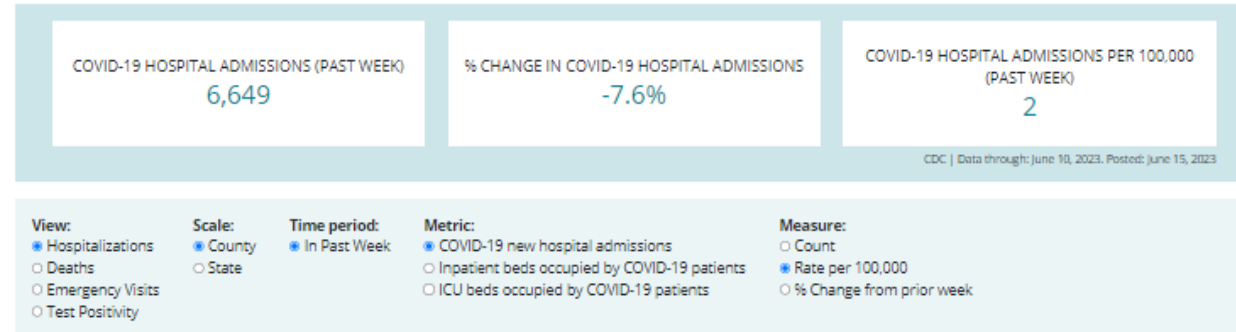 COVID-19 HOSPITAL ADMISSIONS (PAST WEEK)
6,649
% CHANGE IN COVID-19 HOSPITAL ADMISSIONS
-7.6%
COVID-19 HOSPITAL ADMISSIONS PER 100,000
(PAST WEEK)
2
CDC | Data through: June 10, 2023. Posted: June 15, 2023
View:
Hospitalizations
Deaths
Emergency Visits
Test Positivity
Scale:
County
State
Time period:
In Past Week
Metric:
COVID-19 new hospital admissions
Inpatient beds occupied by COVID-19 patients
ICU beds occupied by COVID-19 patients
Measure:
Count
Rate per 100,000
% Change from prior week